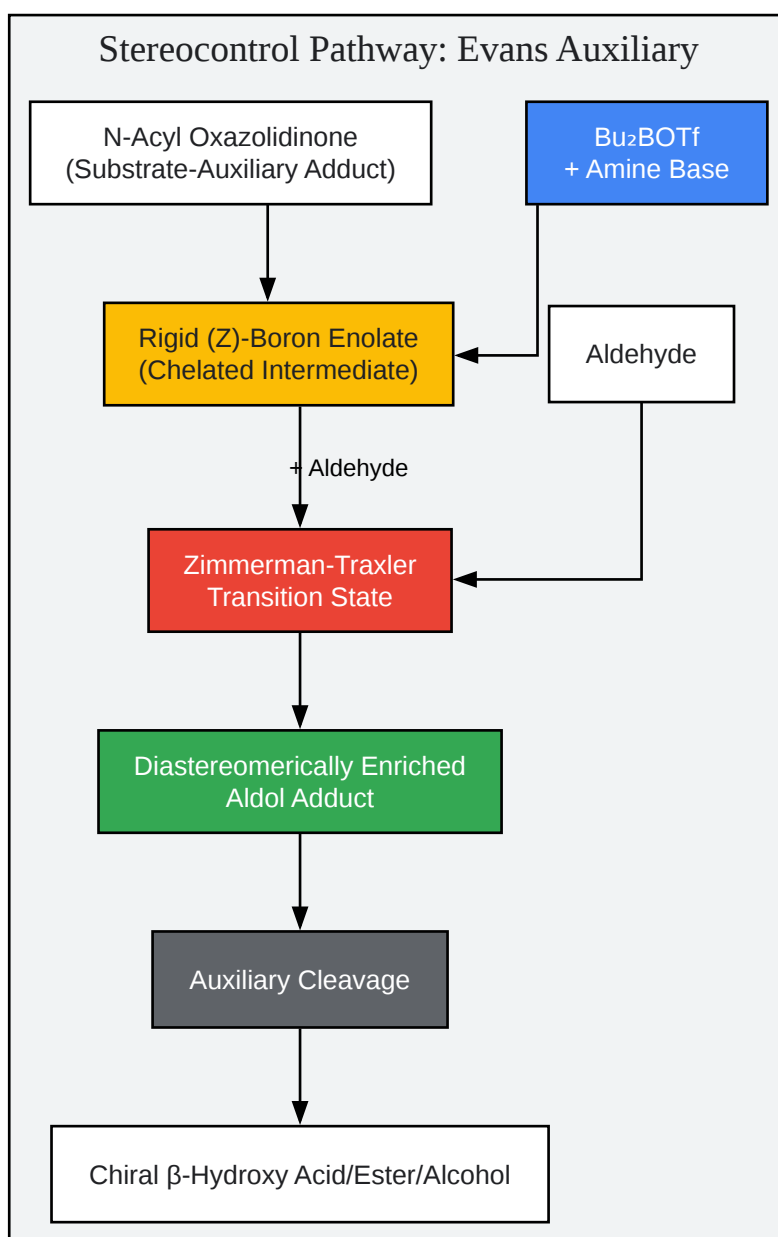 Stereocontrol Pathway: Evans Auxiliary
N-Acyl Oxazolidinone
(Substrate-Auxiliary Adduct)
Bu₂BOTf
+ Amine Base
Rigid (Z)-Boron Enolate
(Chelated Intermediate)
Aldehyde
+ Aldehyde
Zimmerman-Traxler
Transition State
Diastereomerically Enriched
Aldol Adduct
Auxiliary Cleavage
Chiral β-Hydroxy Acid/Ester/Alcohol